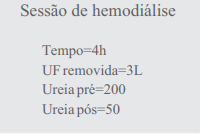 Sessão de hemodiálise
Tempo=4h
UF removida=3L
Ureia pré=200
Ureia pós=50